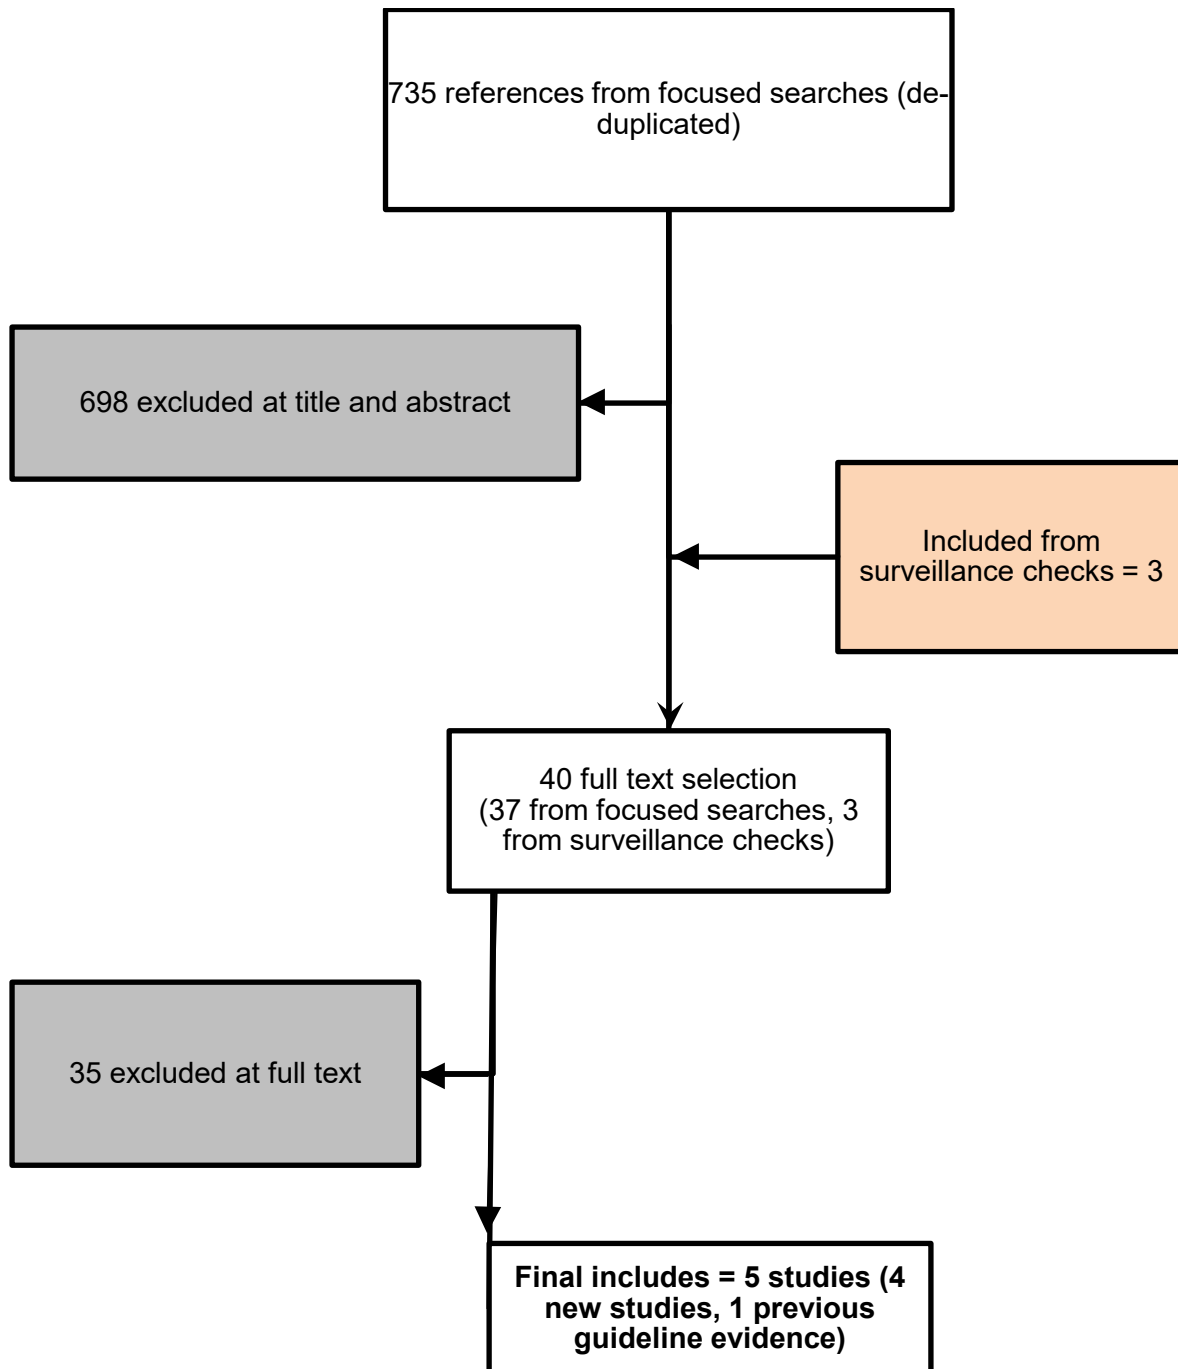 735 references from focused searches (de-
duplicated)
698 excluded at title and abstract
Included from
surveillance checks = 3
40 full text selection
(37 from focused searches, 3
from surveillance checks)
35 excluded at full text
Final includes = 5 studies (4
new studies, 1 previous
guideline evidence)